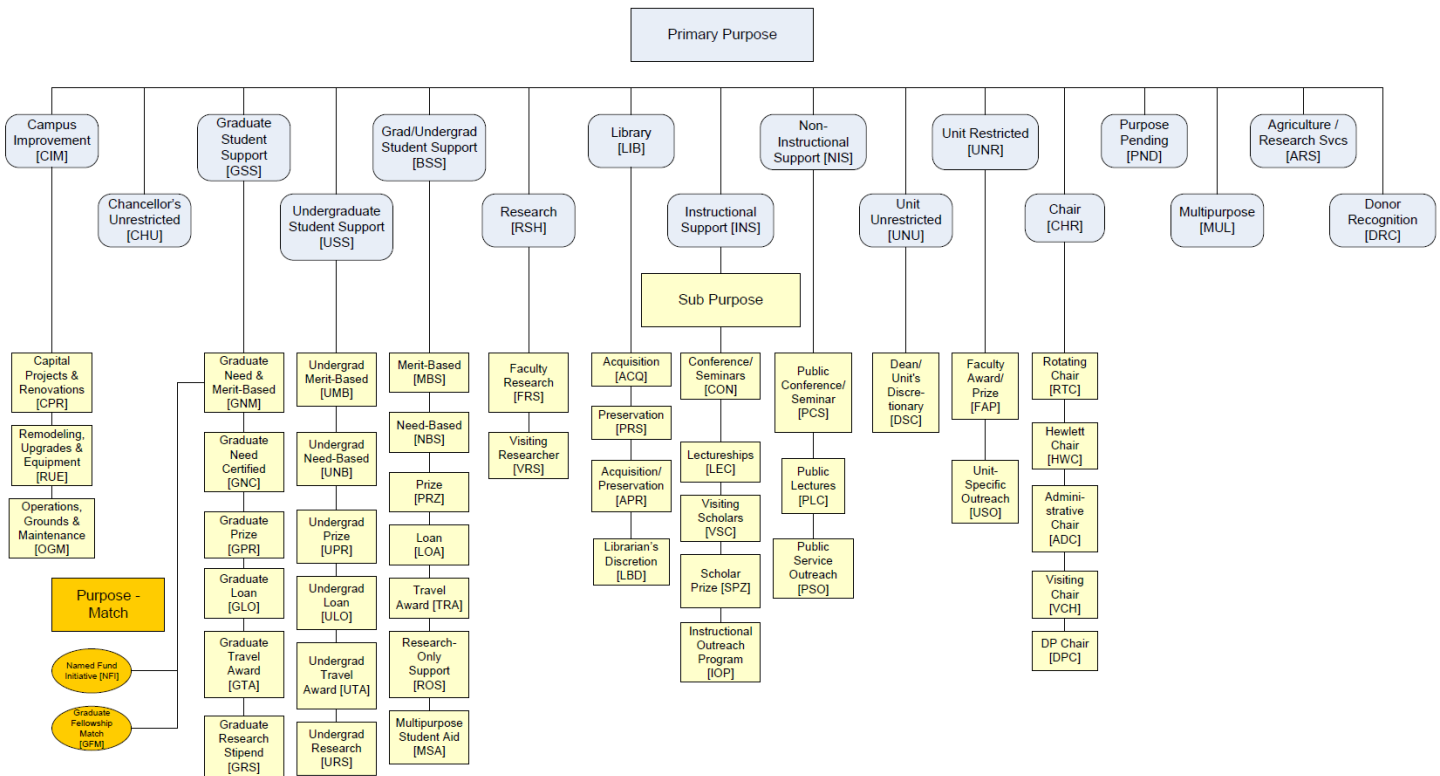 Primary Purpose
Campus
Improvement
[CIM]
Graduate
Student
Support
[GSS]
Grad/Undergrad
Student Support
[BSS]
Library
[LIB]
Non-
Instructional
Support [NIS]
Unit Restricted
[UNR]
Purpose
Pending
[PND]
Agriculture /
Research Svcs
[ARS]
Chancellor's
Unrestricted
[CHU]
Undergraduate
Student Support
[USS]
Research
[RSH]
Instructional
Support [INS]
Unit
Unrestricted
[UNU]
Chair
[CHR]
Multipurpose
[MUL]
Donor
Recognition
[DRC]
Sub Purpose
Capital
Projects &
Renovations
[CPR]
Remodeling,
Upgrades &
Equipment
[RUE]
Operations,
Grounds &
Maintenance
[OGM]
Purpose -
Match
Named Fund
Initiative [NFI]
Graduate
Fellowship
Match
[GFM]
Graduate
Need &
Merit-Based
[GNM]
Graduate
Need
Certified
[GNC]
Graduate
Prize
[GPR]
Graduate
Loan
[GLO]
Graduate
Travel
Award
[GTA]
Graduate
Research
Stipend
[GRS]
Undergrad
Merit-Based
[UMB]
Undergrad
Need-Based
[UNB]
Undergrad
Prize
[UPR]
Undergrad
Loan
[ULO]
Undergrad
Travel
Award [UTA]
Undergrad
Research
[URS]
Merit-Based
[MBS]
Need-Based
[NBS]
Prize
[PRZ]
Loan
[LOA]
Travel
Award [TRA]
Research-
Only
Support
[ROS]
Multipurpose
Student Aid
[MSA]
Faculty
Research
[FRS]
Visiting
Researcher
[VRS]
Acquisition
[ACQ]
Preservation
[PRS]
Acquisition/
Preservation
[APR]
Librarian's
Discretion
[LBD]
Conference/
Seminars
[CON]
Lectureships
[LEC]
Visiting
Scholars
[VSC]
Scholar
Prize [SPZ]
Instructional
Outreach
Program
[IOP]
Public
Conference/
Seminar
[PCS]
Public
Lectures
[PLC]
Public
Service
Outreach
[PSO]
Dean/
Unit's
Discre-
tionary
[DSC]
Faculty
Award/
Prize
[FAP]
Unit-
Specific
Outreach
[USO]
Rotating
Chair
[RTC]
Hewlett
Chair
[HWC]
Admini-
strative
Chair
[ADC]
Visiting
Chair
[VCH]
DP Chair
[DPC]